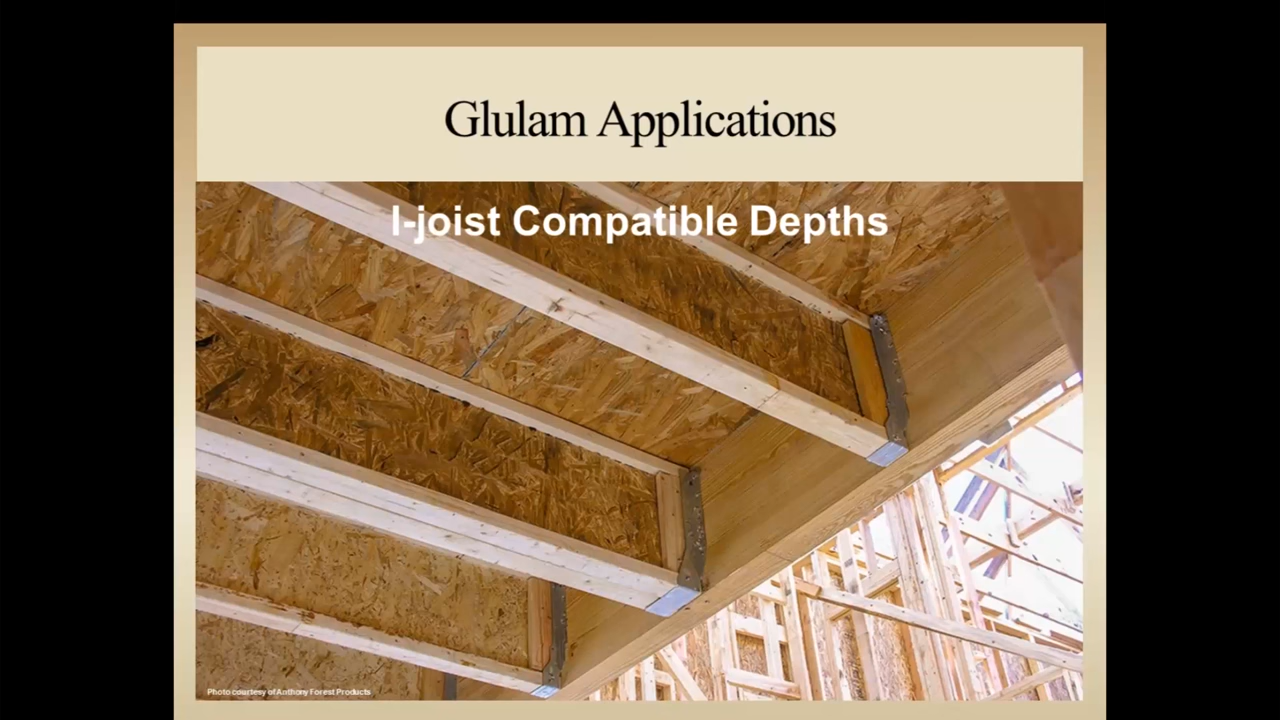 Glulam Applications
I-joist Compatible Depths
Photo courtesy of Anthony Forest Products